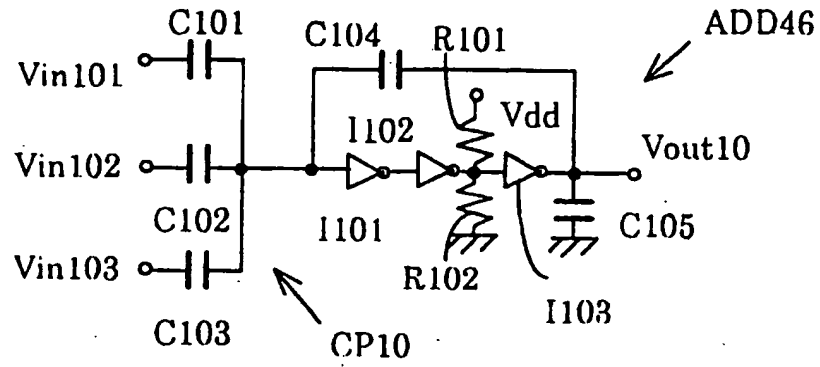 C101
C104
R101
ADD46
Vin101
Vdd
I102
Vin102
Vout10
C102
I101
C105
Vin103
R102
I103
C103
CP10